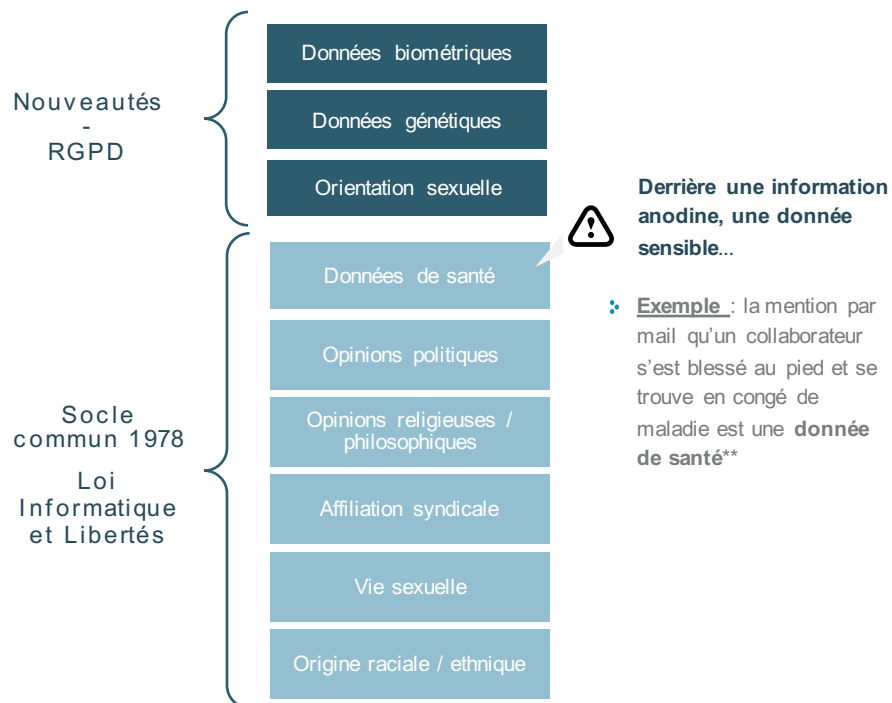 Nouveautés
-
RGPD
Données biométriques
Données génétiques
Orientation sexuelle
Socle
commun 1978
Loi
Informatique
et Libertés
Données de santé
Opinions politiques
Opinions religieuses /
philosophiques
Affiliation syndicale
Vie sexuelle
Origine raciale / ethnique
Derrière une information
anodine, une donnée
sensible...
Exemple : la mention par
mail qu'un collaborateur
s'est blessé au pied et se
trouve en congé de
maladie est une donnée
de santé**